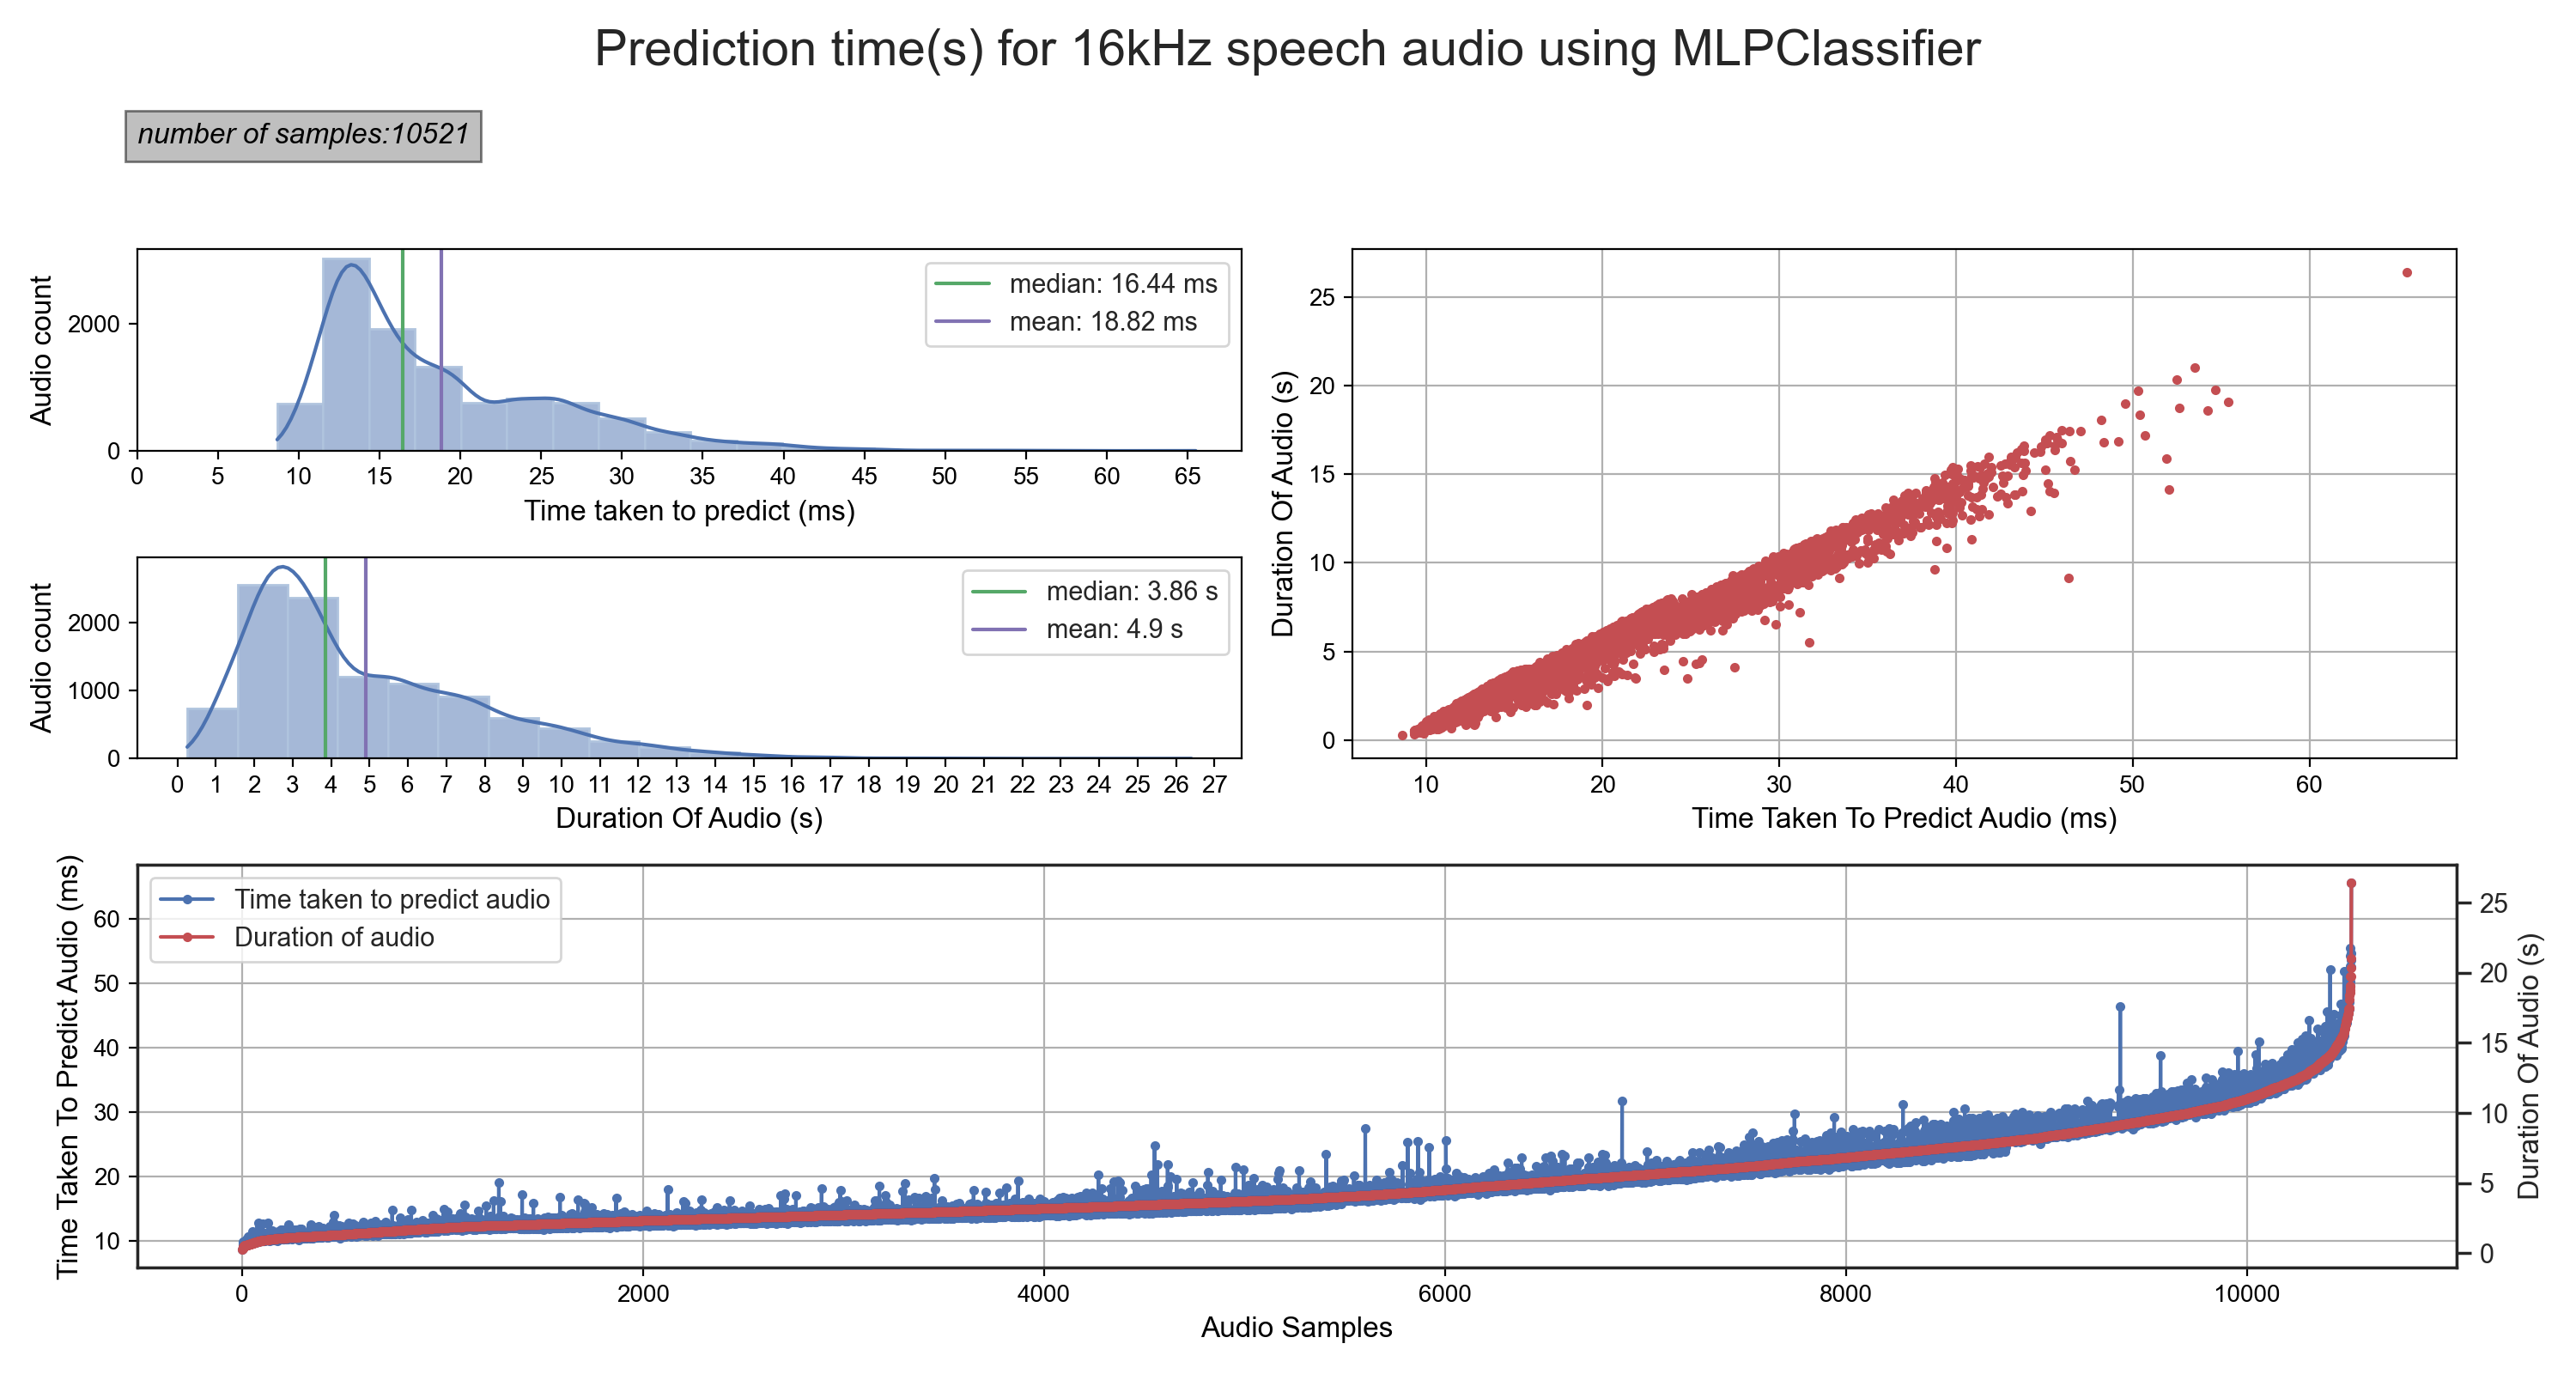 Prediction time(s) for 16kHz speech audio using MLPClassifier
number of samples:10521
Audio count
2000
0
median: 16.44 ms
mean: 18.82 ms
0 5 10 15 20 25 30 35 40 45 50 55 60 65
Time taken to predict (ms)
Audio count
2000
1000
0
median: 3.86 s
mean: 4.9 s
0 1 2 3 4 5 6 7 8 9 10 11 12 13 14 15 16 17 18 19 20 21 22 23 24 25 26 27
Duration Of Audio (s)
Duration Of Audio (s)
25
20
15
10
5
0
10 20 30 40 50 60
Time Taken To Predict Audio (ms)
Time Taken To Predict Audio (ms)
60
50
40
30
20
10
Time taken to predict audio
Duration of audio
25
20
15
10
5
0
Duration Of Audio (s)
0 2000 4000 6000 8000 10000
Audio Samples